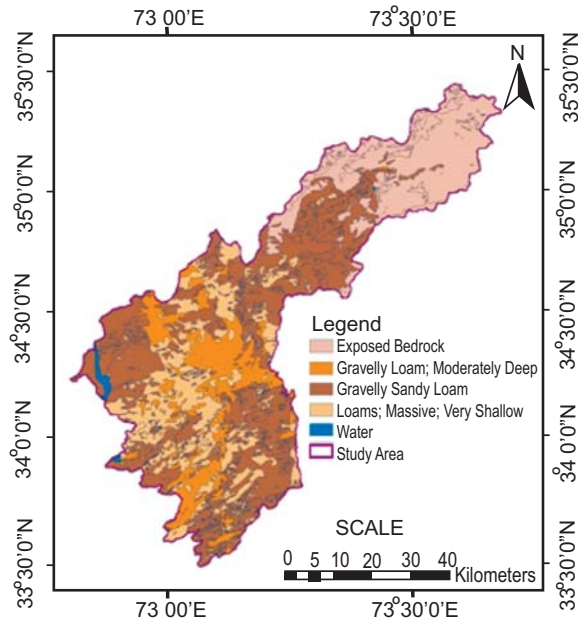 73 00'E 73°30'0"E
N
35°30'0"N 35°30'0"N
35°0'0"N 35°0'0"N
34°30'0"N 34°30'0"N
34°0'0"N 34°0'0"N
33°30'0"N 33°30'0"N
Legend
Exposed Bedrock
Gravelly Loam; Moderately Deep
Gravelly Sandy Loam
Loams; Massive; Very Shallow
Water
Study Area
SCALE
0 5 10 20 30 40
Kilometers
73 00'E 73°30'0"E